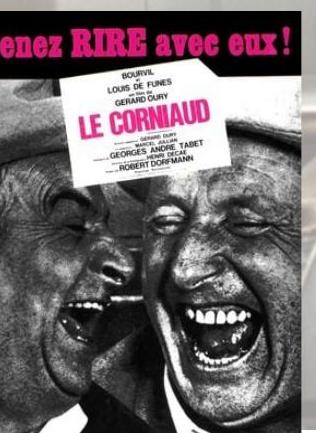 enez RIRE avec eux!
BOURVIL
et
LOUIS DE FUNES
un film de
GERARD OURY
LE CORNIAUD
GERARD OURY
MARCEL JULLIAN
GEORGES ANDRE TABET
HENRI DECAE
ROBERT DORFMANN